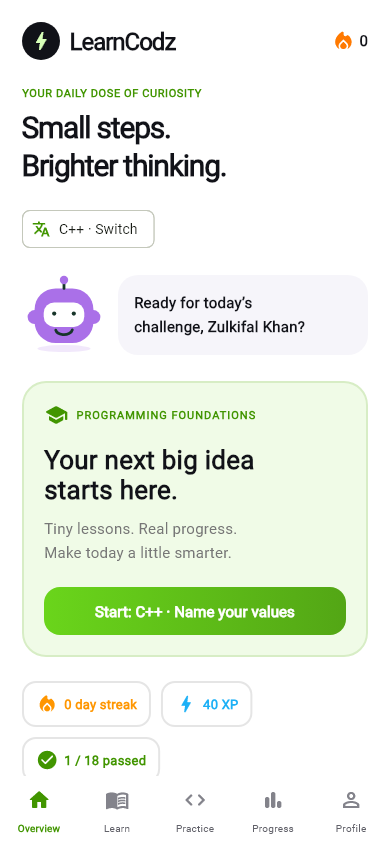 LearnCodz
0
YOUR DAILY DOSE OF CURIOSITY
Small steps.
Brighter thinking.
C++ · Switch
Ready for today’s
challenge, Zulkifal Khan?
PROGRAMMING FOUNDATIONS
Your next big idea
starts here.
Tiny lessons. Real progress.
Make today a little smarter.
Start: C++ · Name your values
0 day streak
40 XP
1 / 18 passed
Overview
Learn
Practice
Progress
Profile